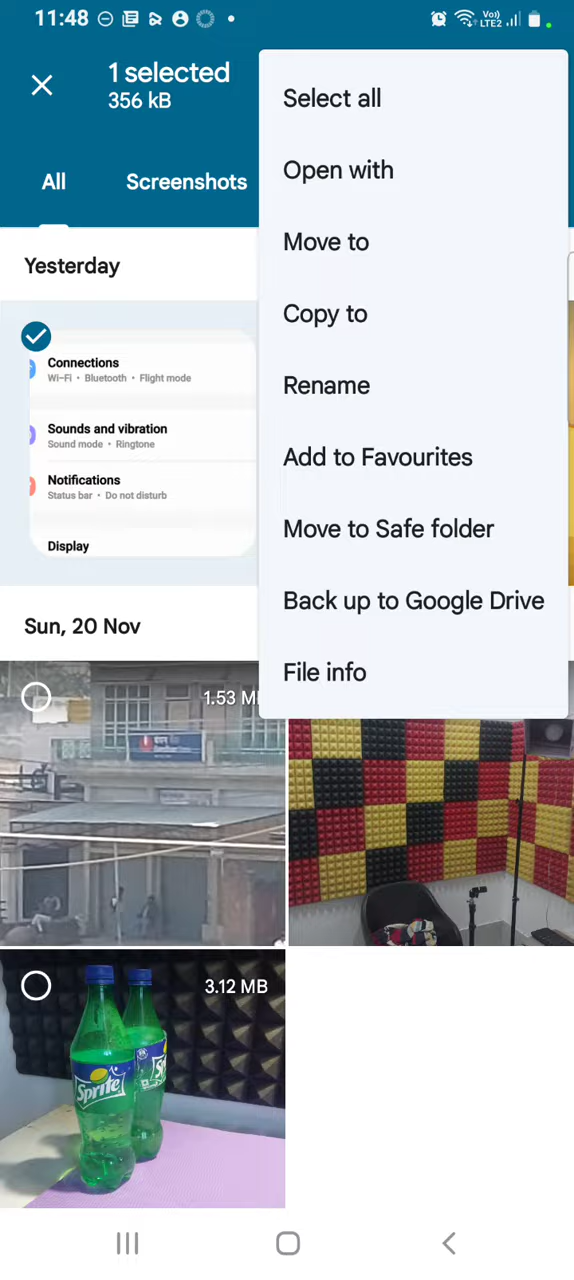 11:48
Vo)
LTE2
1 selected
356 kB
Select all
Open with
Move to
Copy to
Rename
Add to Favourites
Move to Safe folder
Back up to Google Drive
File info
All
Screenshots
Yesterday
Connections
Wi-Fi • Bluetooth • Flight mode
Sounds and vibration
Sound mode • Ringtone
Notifications
Status bar • Do not disturb
Display
Sun, 20 Nov
1.53 M
3.12 MB
Sprite